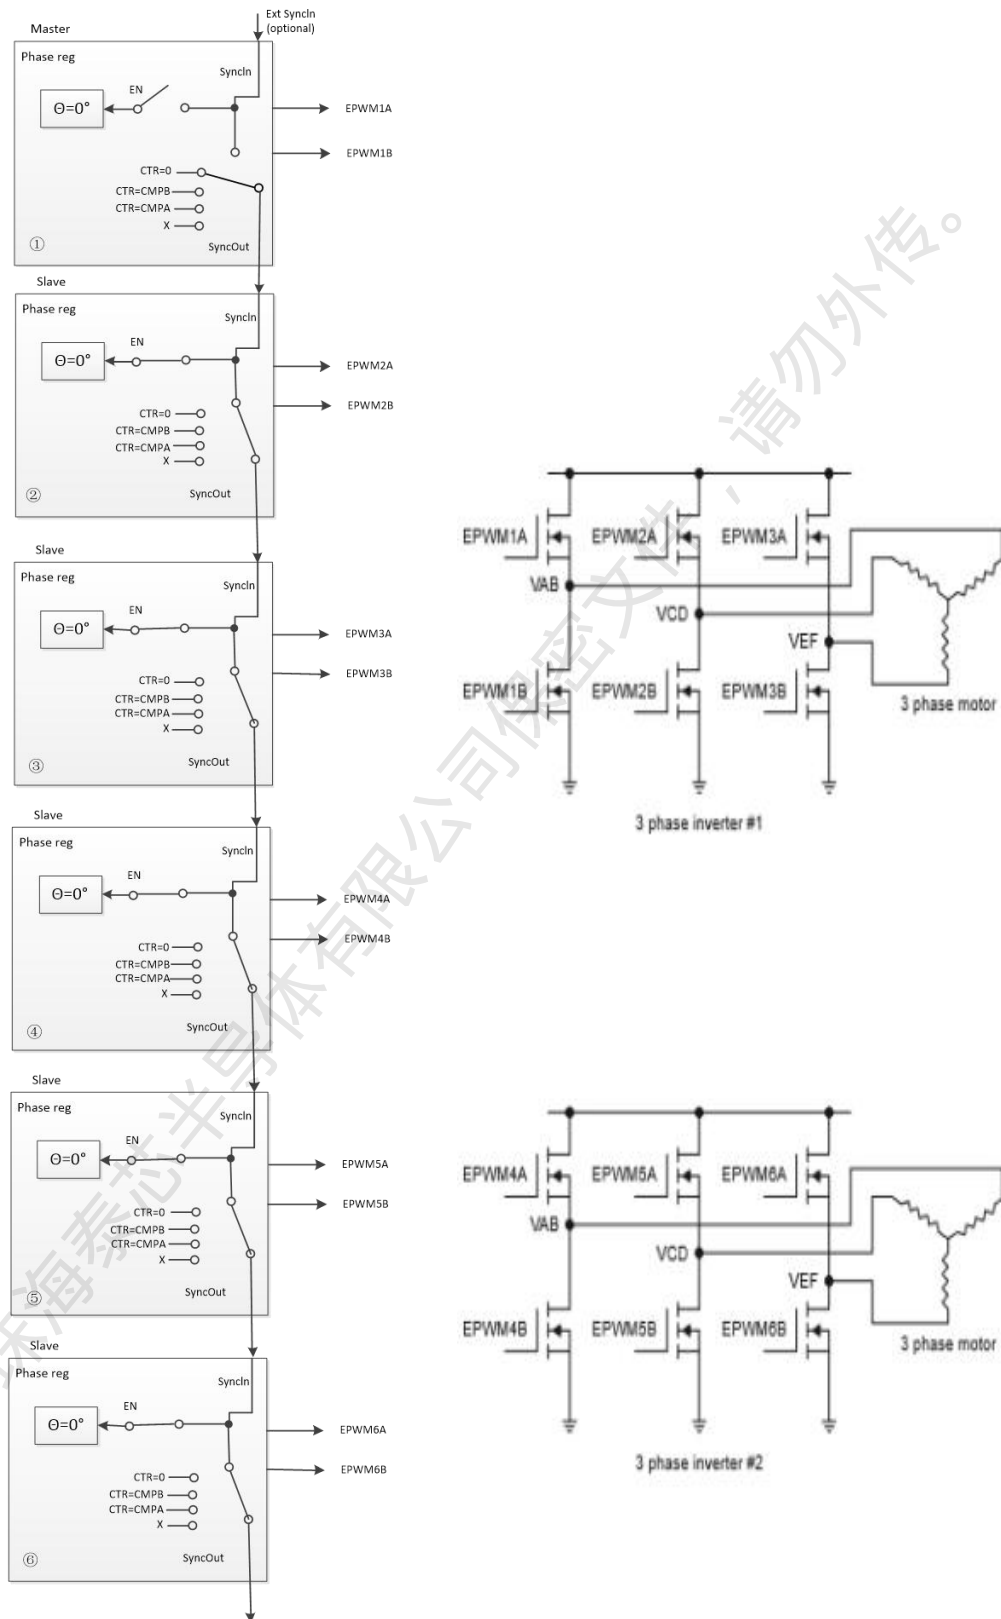 Ext SyncIn
(optional)
Master
Phase reg
SyncIn
EN
Θ=0°
EPWM1A
EPWM1B
CTR=0
CTR=CMPB
CTR=CMPA
X
SyncOut
①
Slave
Phase reg
SyncIn
EN
Θ=0°
EPWM2A
EPWM2B
CTR=0
CTR=CMPB
CTR=CMPA
X
SyncOut
②
Slave
Phase reg
SyncIn
EN
Θ=0°
EPWM3A
EPWM3B
CTR=0
CTR=CMPB
CTR=CMPA
X
SyncOut
③
Slave
Phase reg
SyncIn
EN
Θ=0°
EPWM4A
EPWM4B
CTR=0
CTR=CMPB
CTR=CMPA
X
SyncOut
④
Slave
Phase reg
SyncIn
EN
Θ=0°
EPWM5A
EPWM5B
CTR=0
CTR=CMPB
CTR=CMPA
X
SyncOut
⑤
Slave
Phase reg
SyncIn
EN
Θ=0°
EPWM6A
EPWM6B
CTR=0
CTR=CMPB
CTR=CMPA
X
SyncOut
⑥
EPWM1A EPWM2A EPWM3A
VAB
VCD
VEF
EPWM1B EPWM2B EPWM3B
3 phase motor
3 phase inverter #1
EPWM4A EPWM5A EPWM6A
VAB
VCD
VEF
EPWM4B EPWM5B EPWM6B
3 phase motor
3 phase inverter #2
珠海泰芯半导体有限公司保密文件，请勿外传。